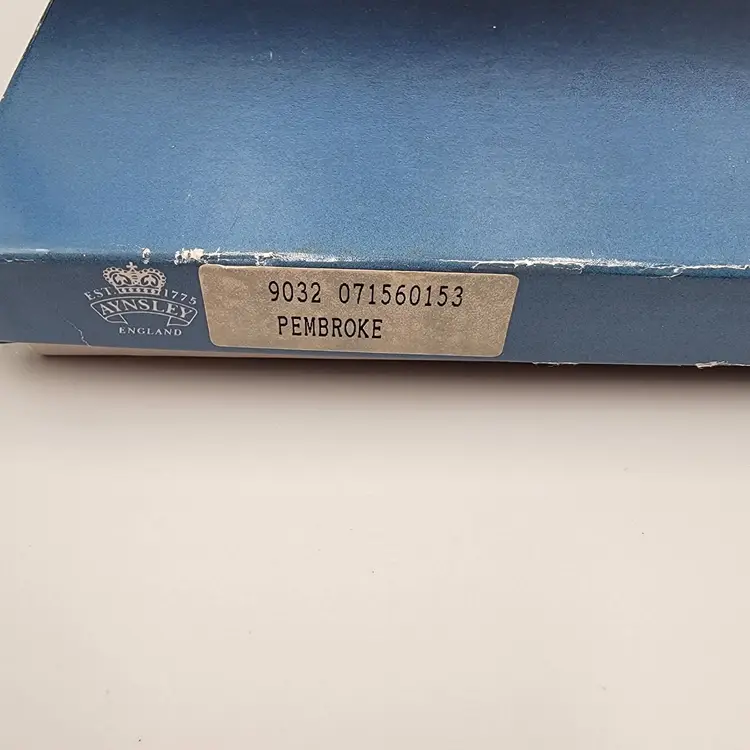 EST. 1775
AYNSLEY
ENGLAND
9032 071560153
PEMBROKE